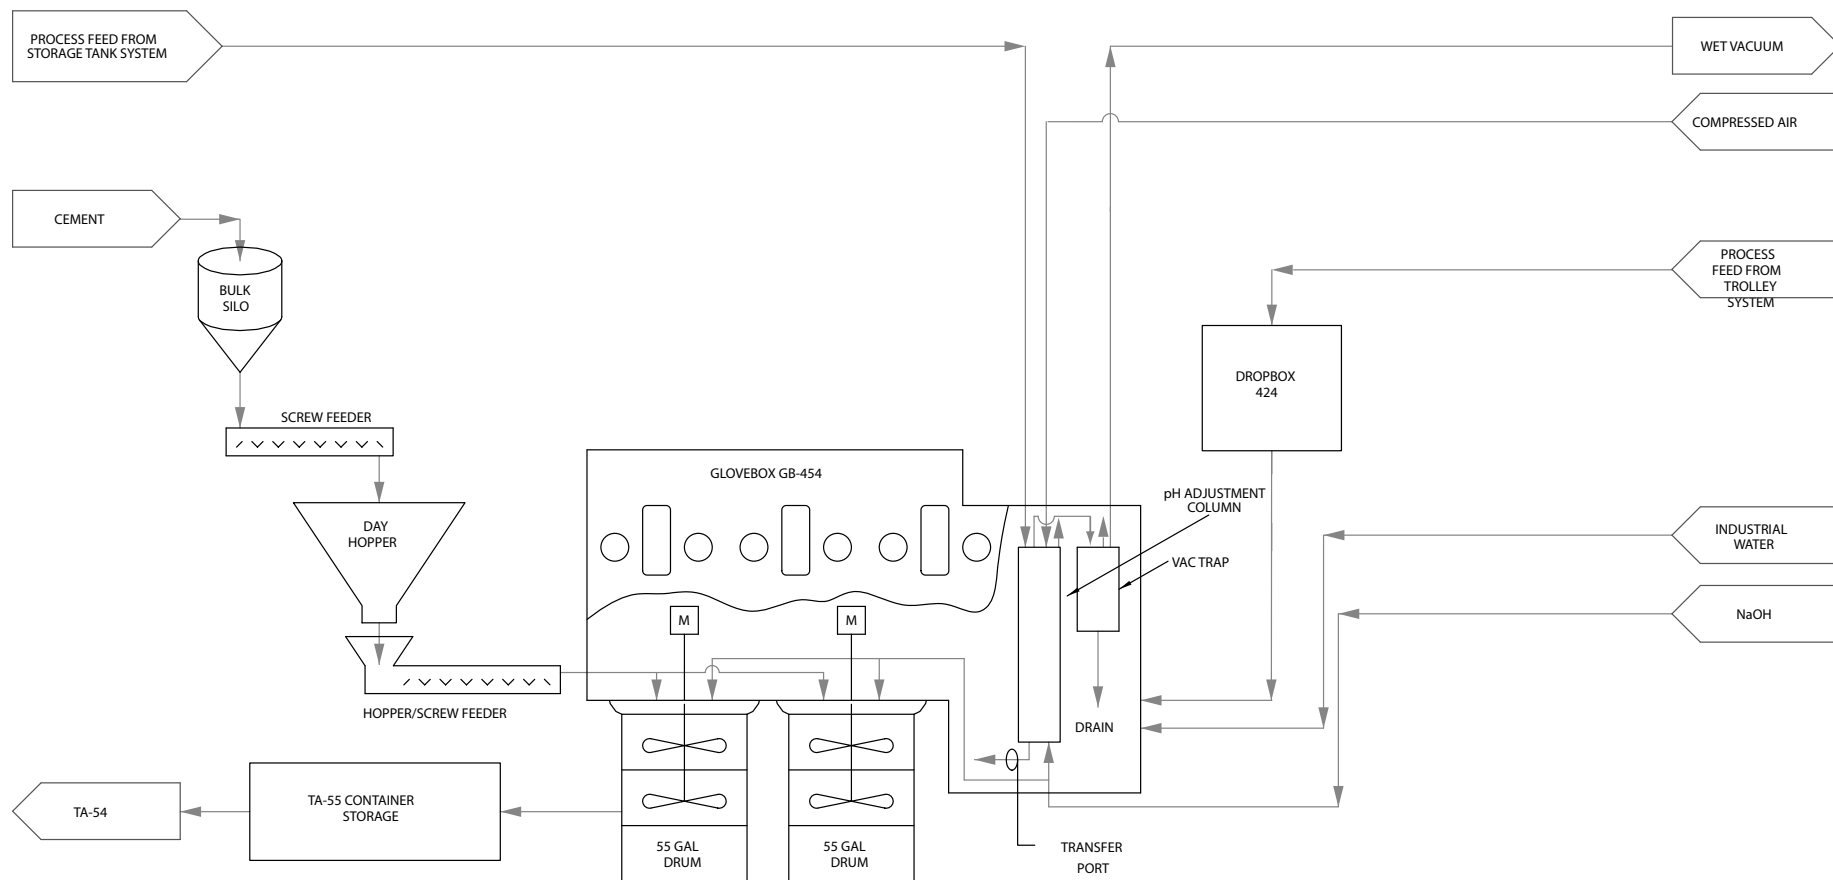 PROCESS FEED FROM
STORAGE TANK SYSTEM
WET VACUUM
COMPRESSED AIR
CEMENT
PROCESS
FEED FROM
TROLLEY
SYSTEM
BULK
SILO
DROPBOX
424
SCREW FEEDER
GLOVEBOX GB-454
pH ADJUSTMENT
COLUMN
DAY
HOPPER
INDUSTRIAL
WATER
VAC TRAP
NaOH
M
M
HOPPER/SCREW FEEDER
DRAIN
TA-54
TA-55 CONTAINER
STORAGE
55 GAL
DRUM
55 GAL
DRUM
TRANSFER
PORT